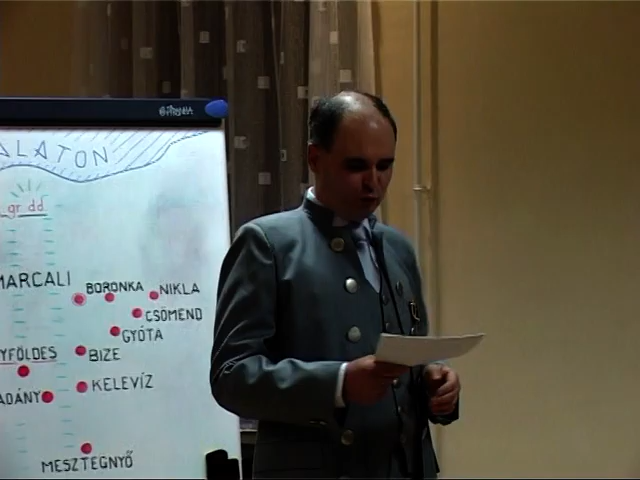 ALATON
gr dd
MARCALI
BORONKA
NIKLA
CSÖMEND
GYÓTA
YFÖLDES
BIZE
KELEVÍZ
ADÁNY
MESZTEGNYŐ